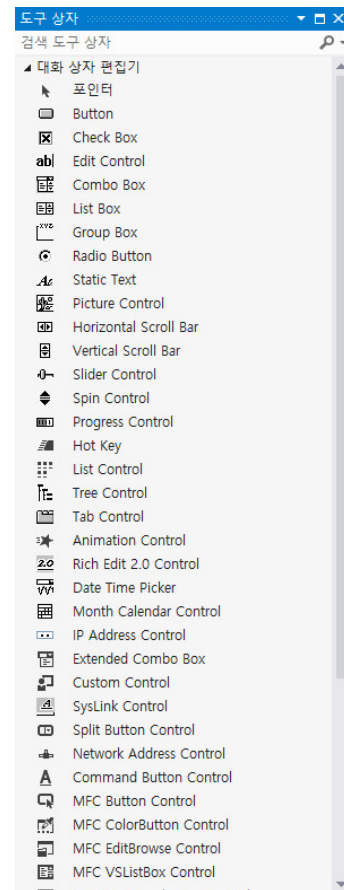 도구 상자
검색 도구 상자
대화 상자 편집기
포인터
Button
Check Box
Edit Control
Combo Box
List Box
Group Box
Radio Button
Static Text
Picture Control
Horizontal Scroll Bar
Vertical Scroll Bar
Slider Control
Spin Control
Progress Control
Hot Key
List Control
Tree Control
Tab Control
Animation Control
Rich Edit 2.0 Control
Date Time Picker
Month Calendar Control
IP Address Control
Extended Combo Box
Custom Control
SysLink Control
Split Button Control
Network Address Control
Command Button Control
MFC Button Control
MFC ColorButton Control
MFC EditBrowse Control
MFC VSListBox Control